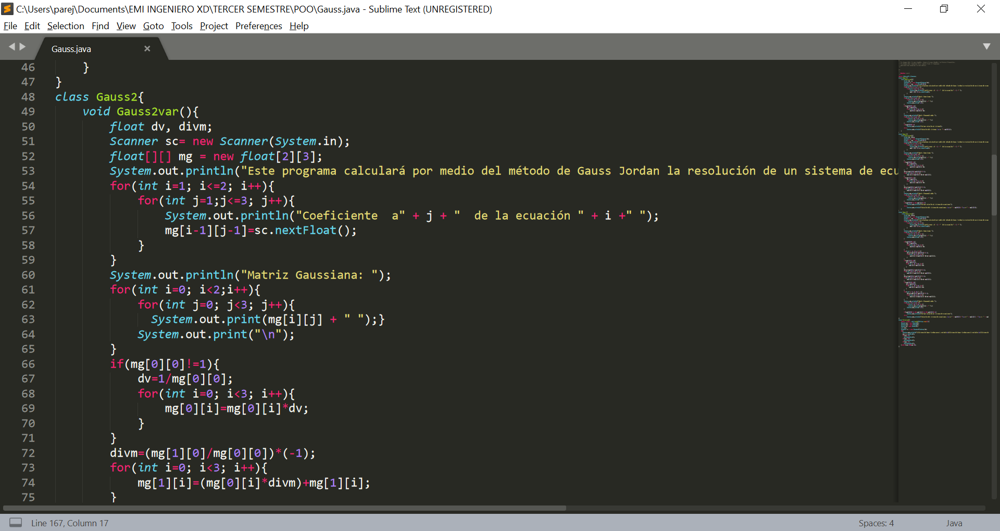 C:\Users\parej\Documents\EMI INGENIERO XD\TERCER SEMESTRE\POO\Gauss.java - Sublime Text (UNREGISTERED)
File Edit Selection Find View Goto Tools Project Preferences Help
Gauss.java
46 }
47 }
48 class Gauss2{
49 void Gauss2var(){
50 float dv, divm;
51 Scanner sc= new Scanner(System.in);
52 float[][] mg = new float[2][3];
53 System.out.println("Este programa calculará por medio del método de Gauss Jordan la resolución de un sistema de ecu
54 for(int i=1; i<=2; i++){
55 for(int j=1;j<=3; j++){
56 System.out.println("Coeficiente  a" + j + "  de la ecuación " + i +" ");
57 mg[i-1][j-1]=sc.nextFloat();
58 }
59 }
60 System.out.println("Matriz Gaussiana: ");
61 for(int i=0; i<2;i++){
62 for(int j=0; j<3; j++){
63 System.out.print(mg[i][j] + " ");}
64 System.out.print("\n");
65 }
66 if(mg[0][0]!=1){
67 dv=1/mg[0][0];
68 for(int i=0; i<3; i++){
69 mg[0][i]=mg[0][i]*dv;
70 }
71 }
72 divm=(mg[1][0]/mg[0][0])*(-1);
73 for(int i=0; i<3; i++){
74 mg[1][i]=(mg[0][i]*divm)+mg[1][i];
75 }
Line 167, Column 17
Spaces: 4
Java